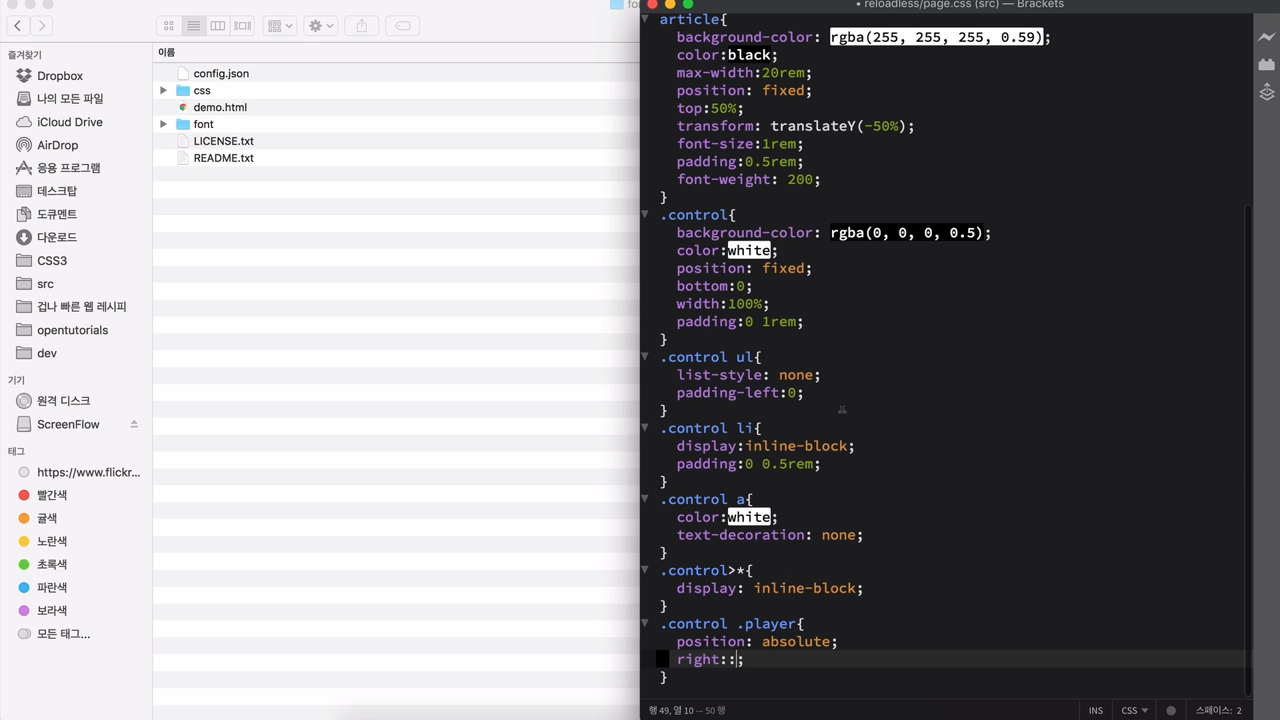 즐겨찾기
Dropbox
나의 모든 파일
iCloud Drive
AirDrop
응용 프로그램
데스크탑
도큐멘트
다운로드
CSS3
src
겁나 빠른 웹 레시피
opentutorials
dev
기기
원격 디스크
ScreenFlow
태그
https://www.flickr...
빨간색
귤색
노란색
초록색
파란색
보라색
모든 태그...
이름
config.json
css
demo.html
font
LICENSE.txt
README.txt
• reloadless/page.css (src) — Brackets
article{
background-color: rgba(255, 255, 255, 0.59);
color:black;
max-width:20rem;
position: fixed;
top:50%;
transform: translateY(-50%);
font-size:1rem;
padding:0.5rem;
font-weight: 200;
}
.control{
background-color: rgba(0, 0, 0, 0.5);
color:white;
position: fixed;
bottom:0;
width:100%;
padding:0 1rem;
}
.control ul{
list-style: none;
padding-left:0;
}
.control li{
display:inline-block;
padding:0 0.5rem;
}
.control a{
color:white;
text-decoration: none;
}
.control>*{
display: inline-block;
}
.control .player{
position: absolute;
right::;
}
행 49, 열 10 — 50 행
INS
CSS
스페이스: 2